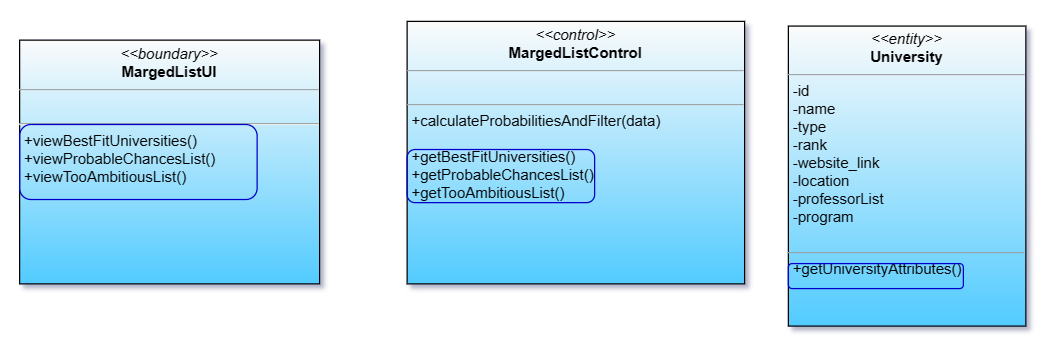 <<boundary>>
MargedListUI
+viewBestFitUniversities()
+viewProbableChancesList()
+viewTooAmbitiousList()
<<control>>
MargedListControl
+calculateProbabilitiesAndFilter(data)
+getBestFitUniversities()
+getProbableChancesList()
+getTooAmbitiousList()
<<entity>>
University
-id
-name
-type
-rank
-website_link
-location
-professorList
-program
+getUniversityAttributes()